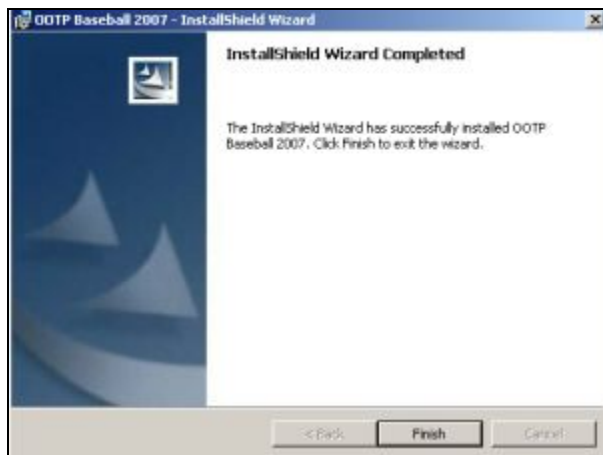 OOTP Baseball 2007 - InstallShield Wizard
InstallShield Wizard Completed
The InstallShield Wizard has successfully installed OOTP
Baseball 2007. Click Finish to exit the wizard.
< Back
Finish
Cancel